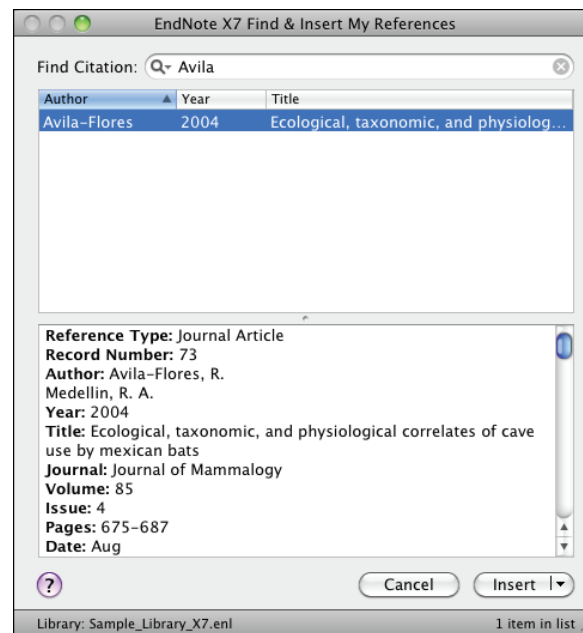 EndNote X7 Find & Insert My References
Find Citation: Avila
Author Year Title
Avila-Flores 2004 Ecological, taxonomic, and physiolog...
Reference Type: Journal Article
Record Number: 73
Author: Avila-Flores, R.
Medellin, R. A.
Year: 2004
Title: Ecological, taxonomic, and physiological correlates of cave
use by mexican bats
Journal: Journal of Mammalogy
Volume: 85
Issue: 4
Pages: 675-687
Date: Aug
? Cancel Insert
Library: Sample_Library_X7.enl 1 item in list